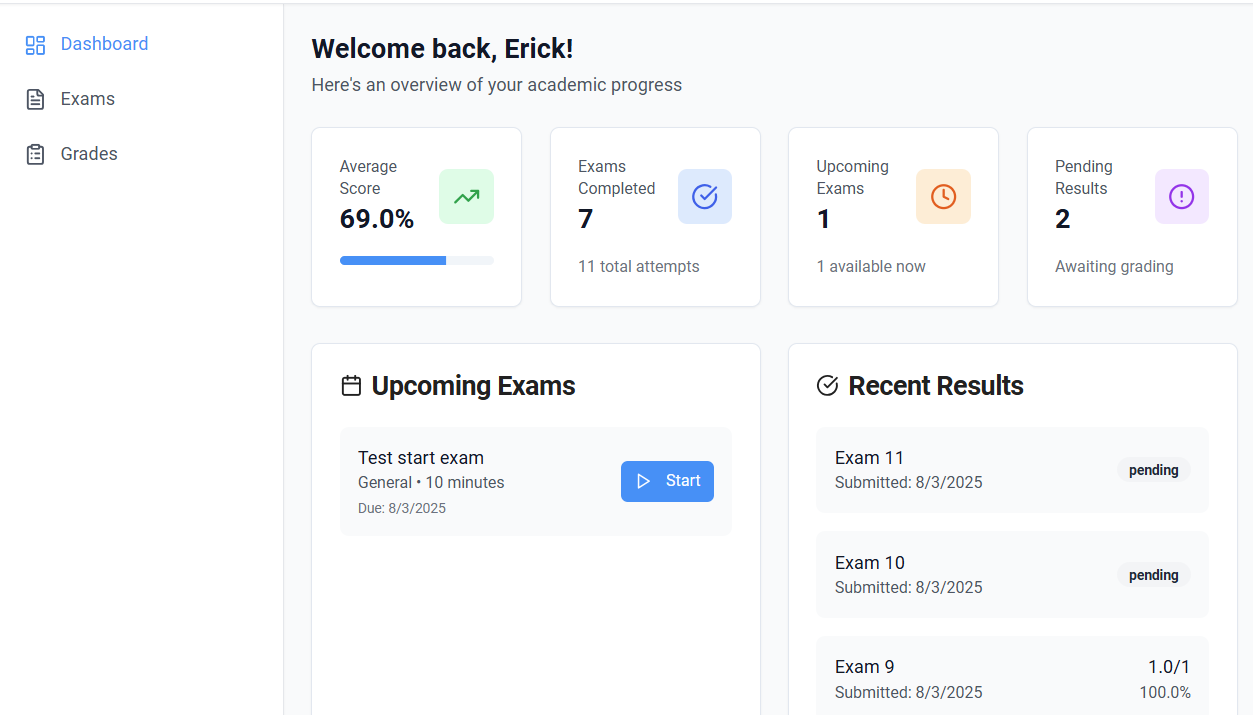 Dashboard
Exams
Grades
Welcome back, Erick!
Here's an overview of your academic progress
Average
Score
69.0%
Exams
Completed
7
11 total attempts
Upcoming
Exams
1
1 available now
Pending
Results
2
Awaiting grading
Upcoming Exams
Test start exam
General • 10 minutes
Due: 8/3/2025
Start
Recent Results
Exam 11
Submitted: 8/3/2025
pending
Exam 10
Submitted: 8/3/2025
pending
Exam 9
Submitted: 8/3/2025
1.0/1
100.0%